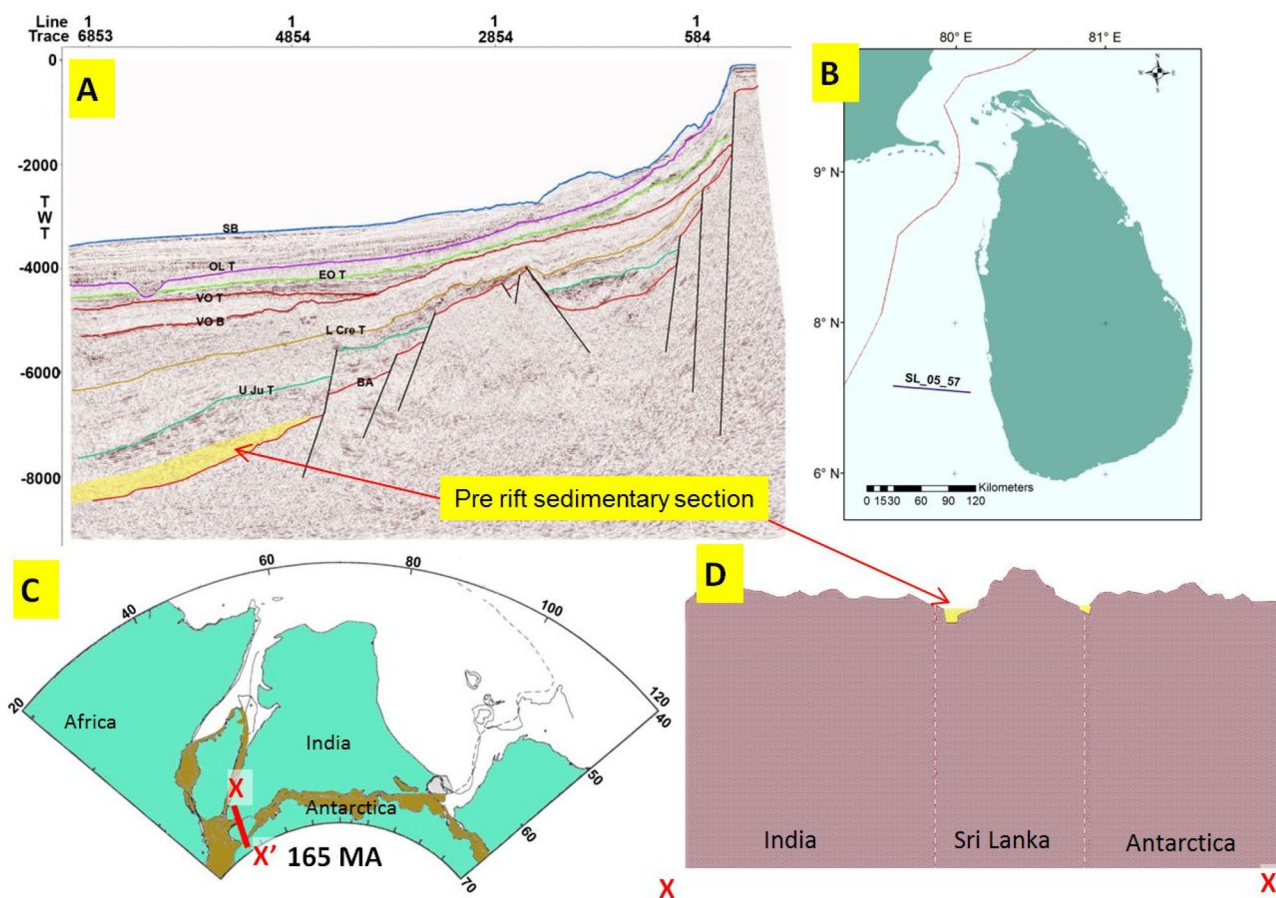 Line 1 1 1 1
Trace 6853 4854 2854 584
A
0
-2000
-4000
-6000
-8000
T
W
T
SB
OL T
EO T
VO T
VO B
L Cre T
U Ju T
BA
B
80° E 81° E
N
W E
S
9° N
8° N
6° N
SL_05_57
Kilometers
0 1530 60 90 120
Pre rift sedimentary section
C
20
40
60
80
100
120
40
50
60
70
Africa
India
Antarctica
X
X' 165 MA
D
India Sri Lanka Antarctica
X X